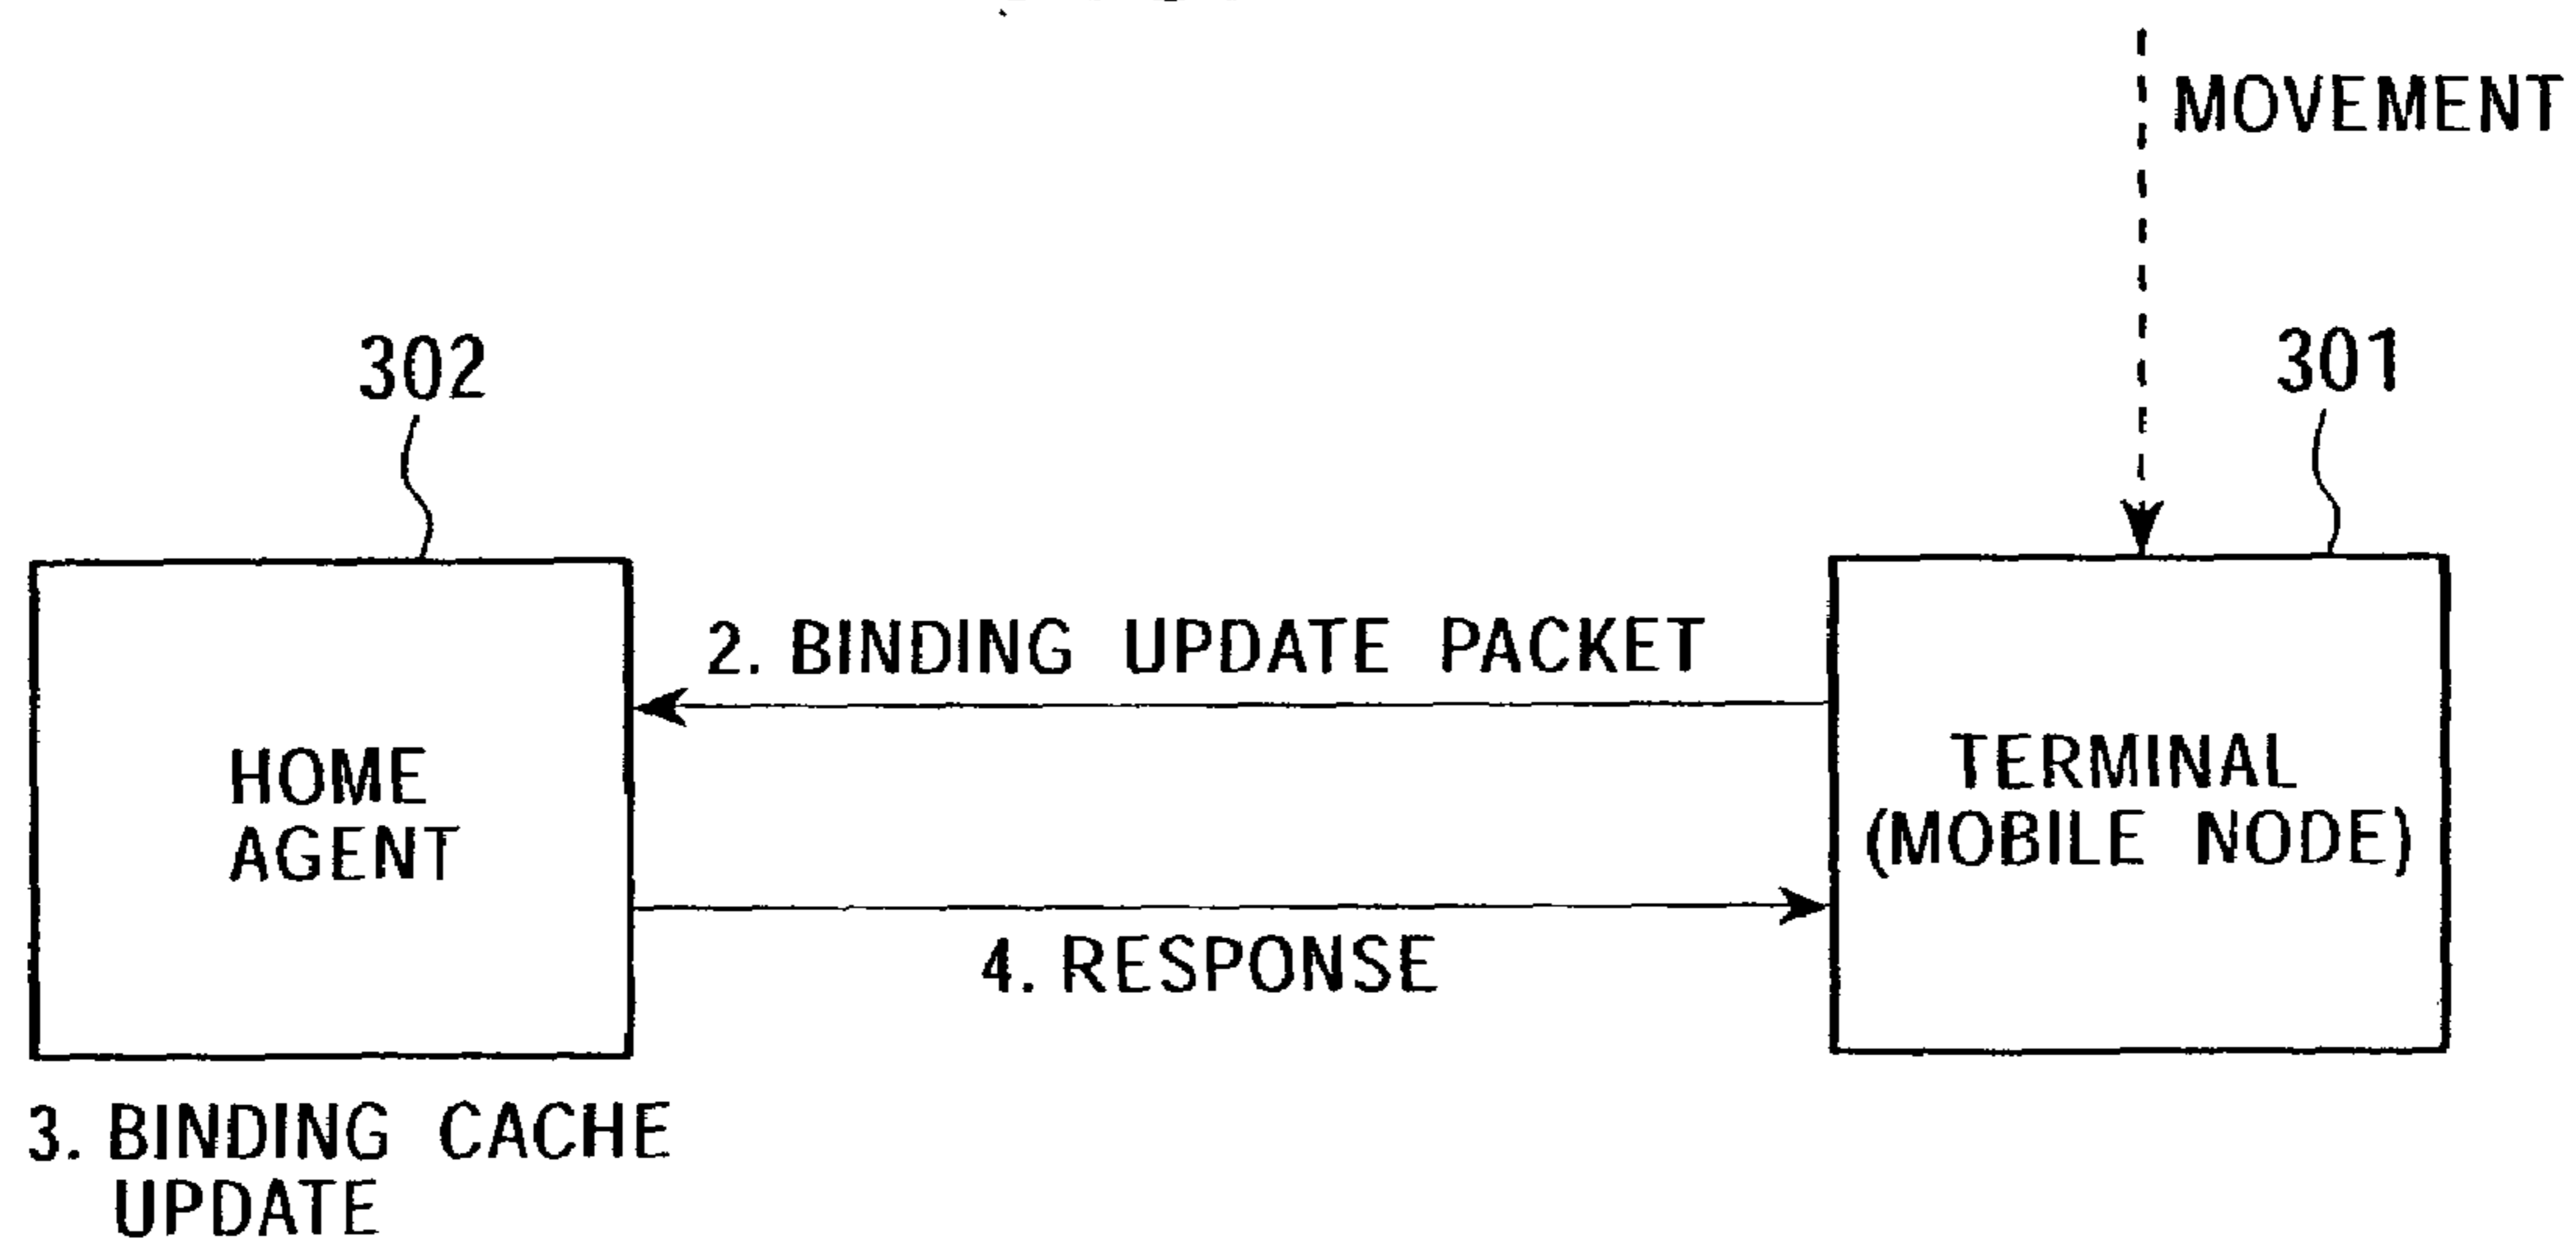 MOVEMENT
302
301
2. BINDING UPDATE PACKET
HOME
AGENT
TERMINAL
(MOBILE NODE)
4. RESPONSE
3. BINDING CACHE
UPDATE